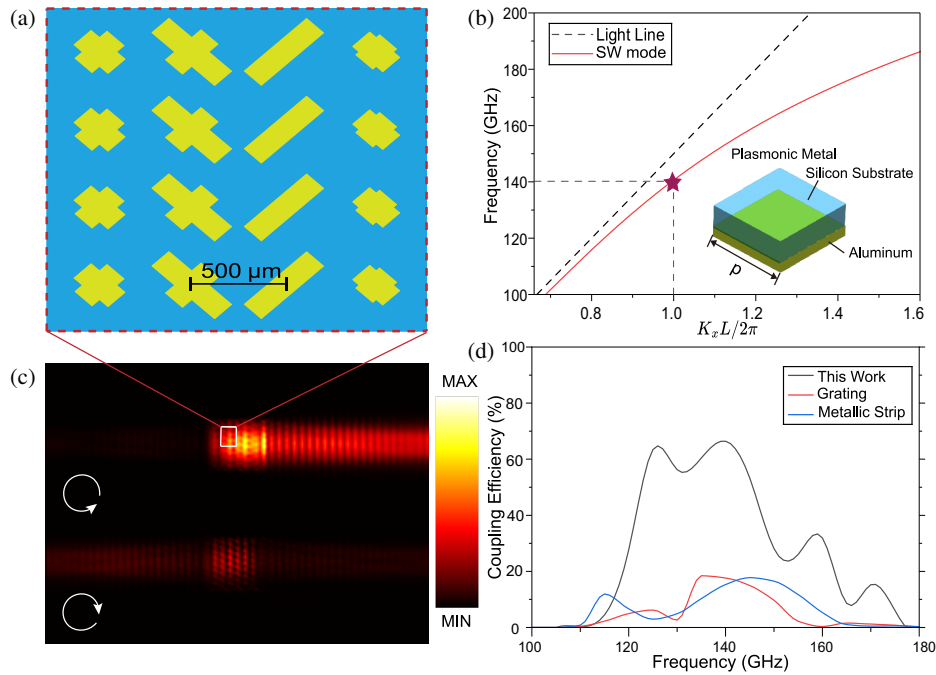 (a)
500 μm
(b)
Frequency (GHz)
200
180
160
140
120
100
Light Line
SW mode
Plasmonic Metal
Silicon Substrate
Aluminum
p
0.8
1.0
1.2
1.4
1.6
KₓL/2π
(c)
MAX
MIN
(d)
Coupling Efficiency (%)
100
80
60
40
20
0
This Work
Grating
Metallic Strip
100
120
140
160
180
Frequency (GHz)